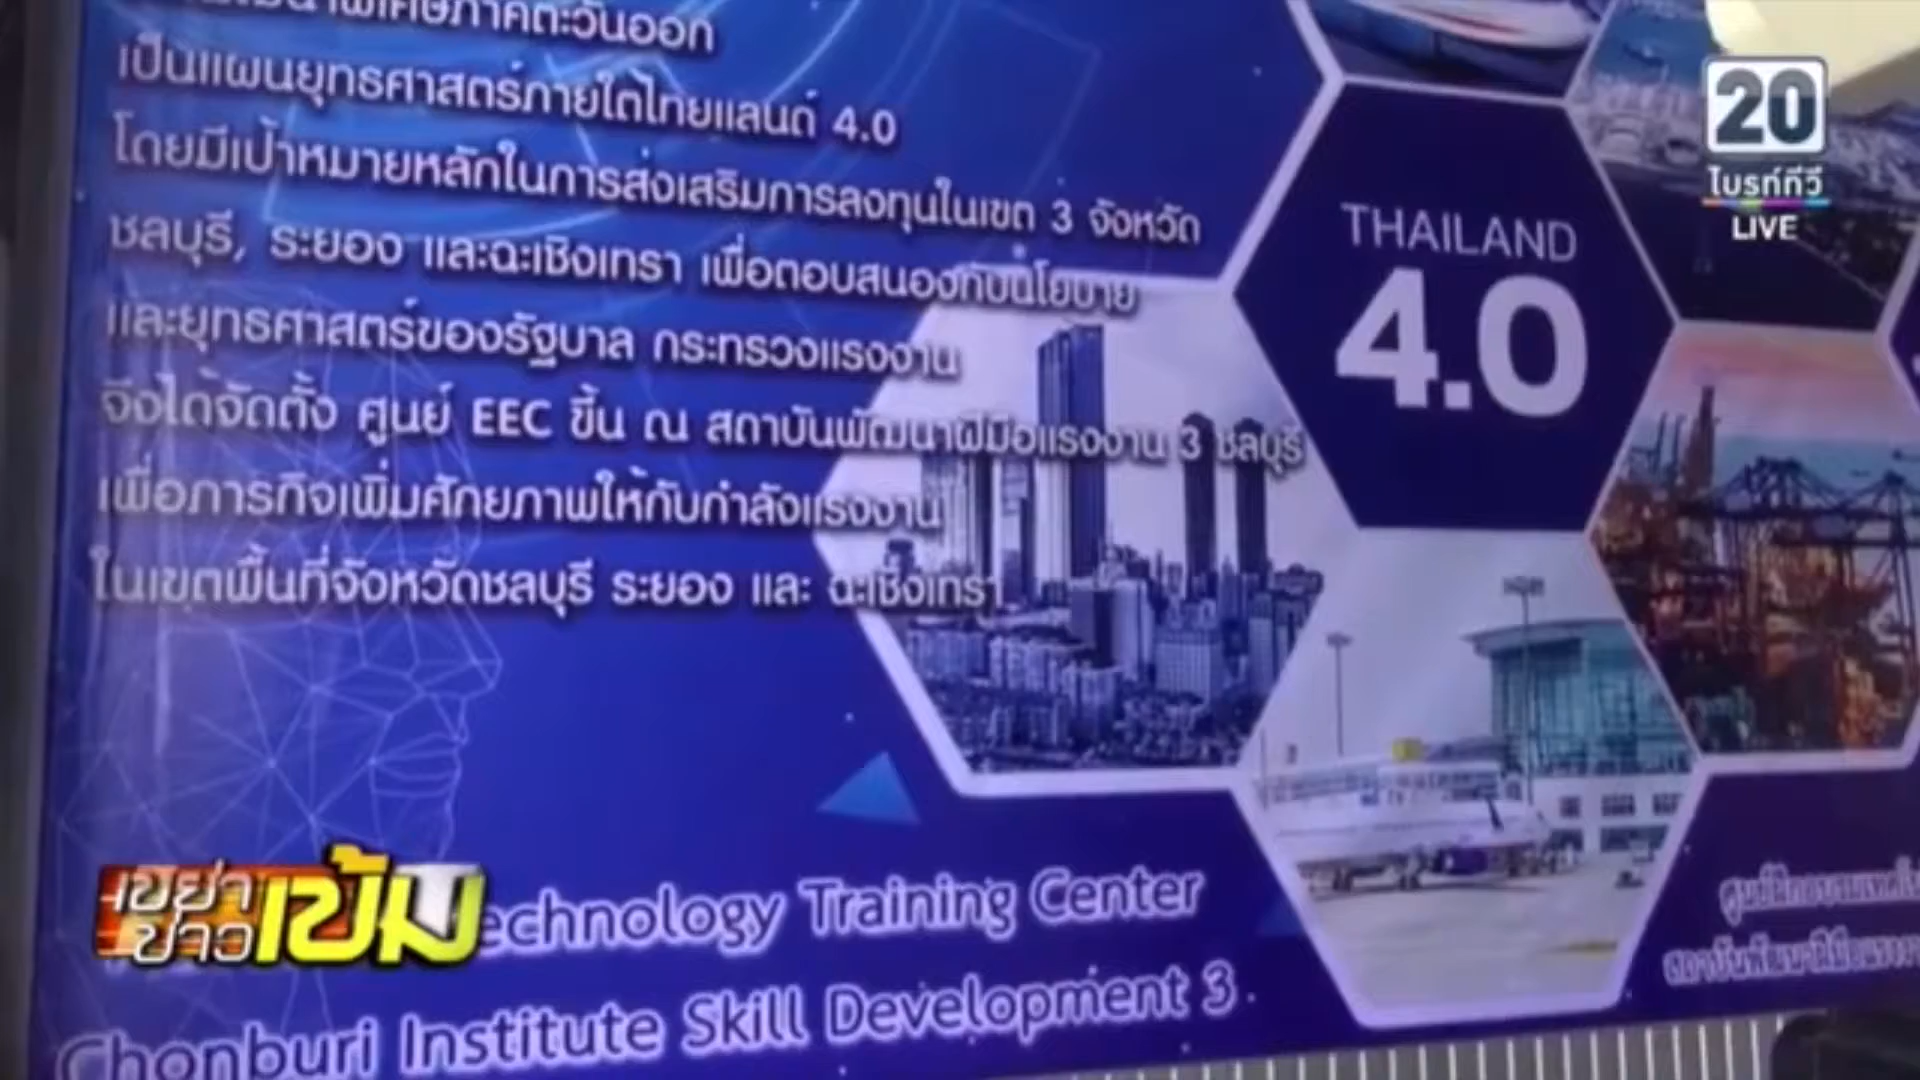 ภาคตะวันออก
เป็นแผนยุทธศาสตร์ภายใต้ไทยแลนด์ 4.0
โดยมีเป้าหมายหลักในการส่งเสริมการลงทุนในเขต 3 จังหวัด
ชลบุรี, ระยอง และฉะเชิงเทรา เพื่อตอบสนองกับนโยบาย
และยุทธศาสตร์ของรัฐบาล กระทรวงแรงงาน
จึงได้จัดตั้ง ศูนย์ EEC ขึ้น ณ สถาบันพัฒนาฝีมือแรงงาน 3 ชลบุรี
เพื่อภารกิจเพิ่มศักยภาพให้กับกำลังแรงงาน
ในเขตพื้นที่จังหวัดชลบุรี ระยอง และ ฉะเชิงเทรา
THAILAND
4.0
20
ไบรท์ทีวี
LIVE
เขย่า
ข่าว
เข้ม
echnology Training Center
Chonburi Institute Skill Development 3